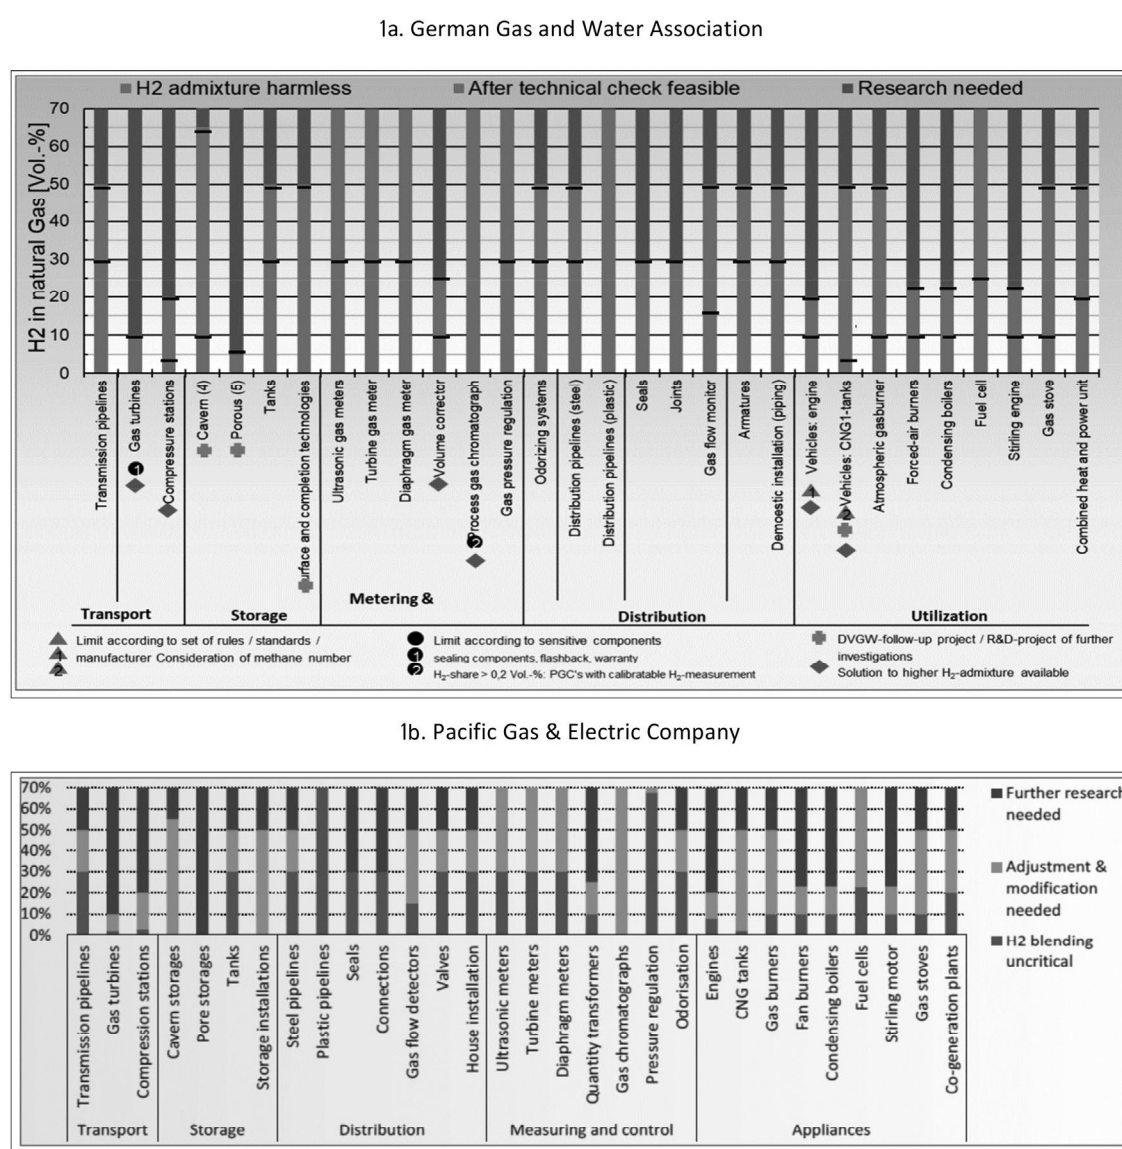 1a. German Gas and Water Association
H2 admixture harmless After technical check feasible Research needed
H2 in natural Gas [Vol.-%]
70
60
50
40
30
20
10
0
Transmission pipelines
Gas turbines
Compressure stations
Cavern (4)
Porous (5)
Tanks
urface and completion technologies
Ultrasonic gas meters
Turbine gas meter
Diaphragm gas meter
Volume corrector
Process gas chromatograph
Gas pressure regulation
Odorizing systems
Distribution pipelines (steel)
Distribution pipelines (plastic)
Seals
Joints
Gas flow monitor
Armatures
Demoestic installation (piping)
Vehicles: engine
Vehicles: CNG1-tanks
Atmospheric gasburner
Forced-air burners
Condensing boilers
Fuel cell
Stirling engine
Gas stove
Combined heat and power unit
1
2
1
2
Transport Storage Metering & Distribution Utilization
Limit according to set of rules / standards /
1 manufacturer Consideration of methane number
2
Limit according to sensitive components
1 sealing components, flashback, warranty
2 H₂-share > 0,2 Vol.-%: PGC's with calibratable H₂-measurement
DVGW-follow-up project / R&D-project of further
investigations
Solution to higher H₂-admixture available
1b. Pacific Gas & Electric Company
70%
60%
50%
40%
30%
20%
10%
0%
Further research
needed
Adjustment &
modification
needed
H2 blending
uncritical
Transmission pipelines
Gas turbines
Compression stations
Cavern storages
Pore storages
Tanks
Storage installations
Steel pipelines
Plastic pipelines
Seals
Connections
Gas flow detectors
Valves
House installation
Ultrasonic meters
Turbine meters
Diaphragm meters
Quantity transformers
Gas chromatographs
Pressure regulation
Odorisation
Engines
CNG tanks
Gas burners
Fan burners
Condensing boilers
Fuel cells
Stirling motor
Gas stoves
Co-generation plants
Transport Storage Distribution Measuring and control Appliances